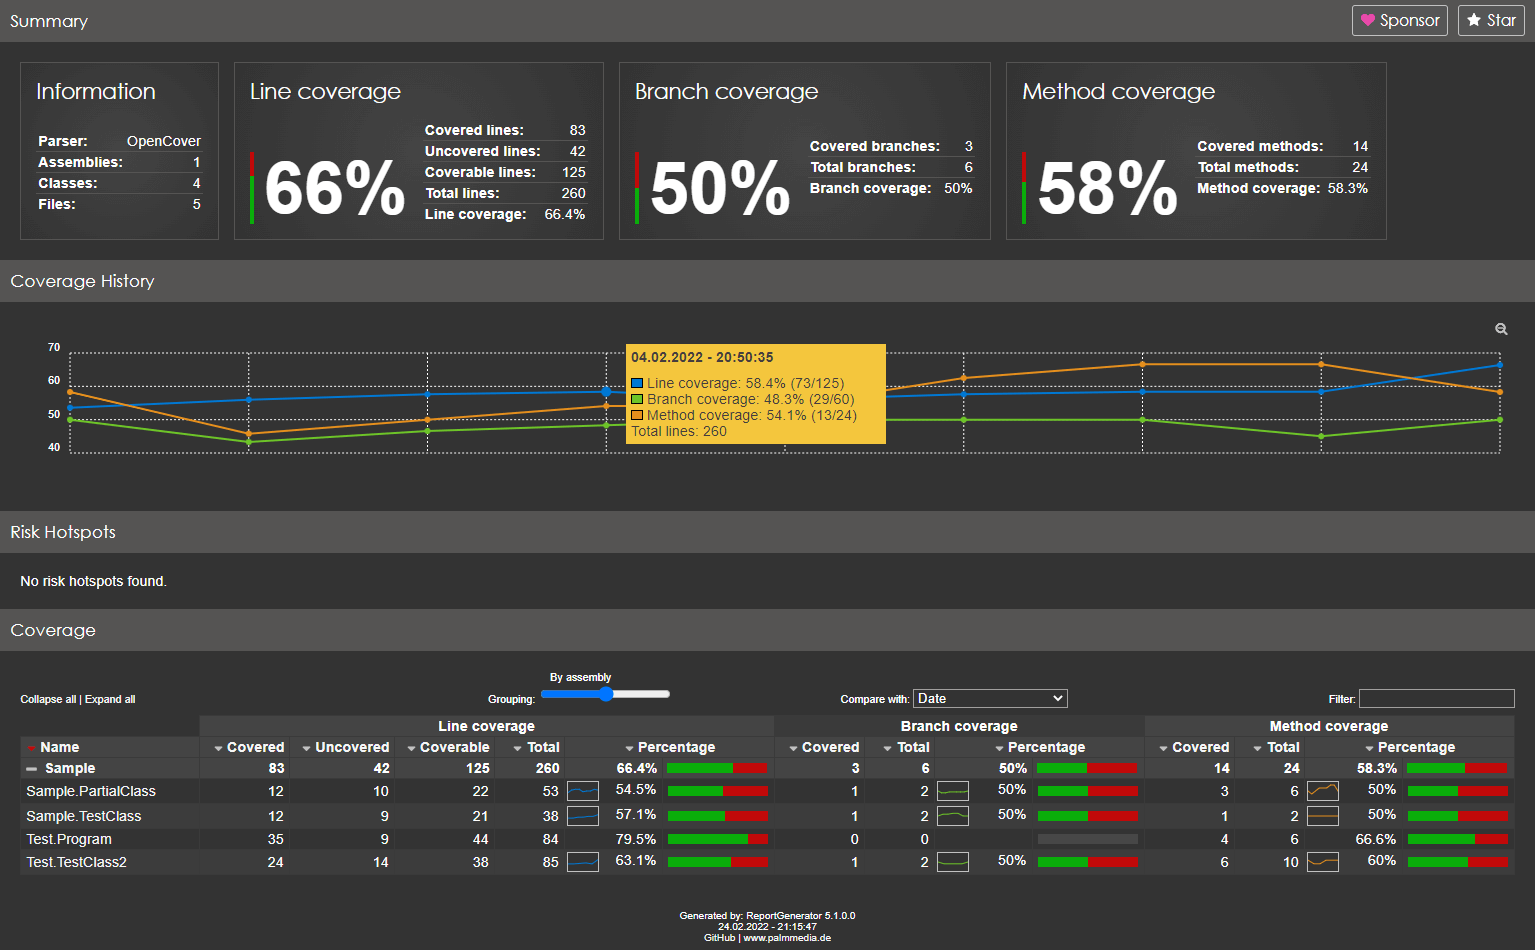 Summary
Sponsor
Star
Information
Parser: OpenCover
Assemblies: 1
Classes: 4
Files: 5
Line coverage
66%
Covered lines: 83
Uncovered lines: 42
Coverable lines: 125
Total lines: 260
Line coverage: 66.4%
Branch coverage
50%
Covered branches: 3
Total branches: 6
Branch coverage: 50%
Method coverage
58%
Covered methods: 14
Total methods: 24
Method coverage: 58.3%
Coverage History
70
60
50
40
04.02.2022 - 20:50:35
Line coverage: 58.4% (73/125)
Branch coverage: 48.3% (29/60)
Method coverage: 54.1% (13/24)
Total lines: 260
Risk Hotspots
No risk hotspots found.
Coverage
Collapse all | Expand all
By assembly
Grouping:
Compare with: Date
Filter:
Line coverage Branch coverage Method coverage
Name Covered Uncovered Coverable Total Percentage Covered Total Percentage Covered Total Percentage
Sample 83 42 125 260 66.4% 3 6 50% 14 24 58.3%
Sample.PartialClass 12 10 22 53 54.5% 1 2 50% 3 6 50%
Sample.TestClass 12 9 21 38 57.1% 1 2 50% 1 2 50%
Test.Program 35 9 44 84 79.5% 0 0 4 6 66.6%
Test.TestClass2 24 14 38 85 63.1% 1 2 50% 6 10 60%
Generated by: ReportGenerator 5.1.0.0
24.02.2022 - 21:15:47
GitHub | www.palmmedia.de